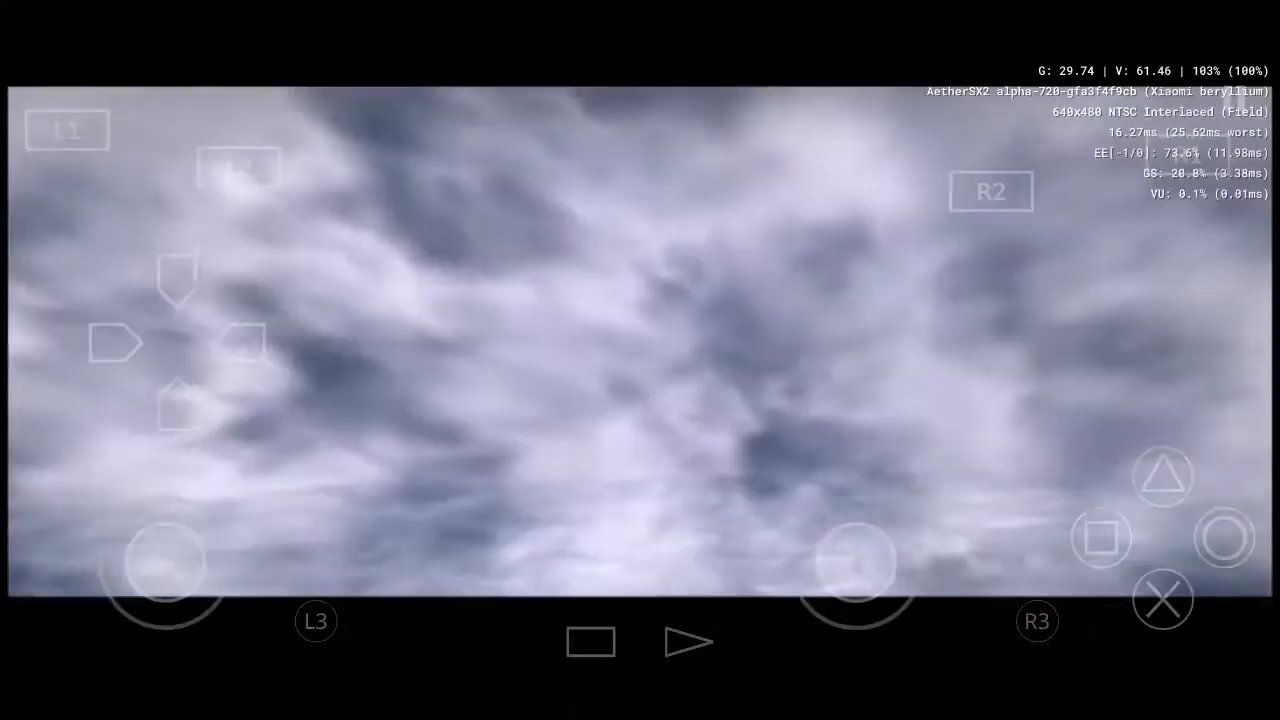 G: 29.74 | V: 61.46 | 103% (100%)
AetherSX2 alpha-720-gfa3f4f9cb (Xiaomi beryllium)
640x480 NTSC Interlaced (Field)
16.27ms (25.62ms worst)
EE[-1/0]: 73.6% (11.98ms)
GS: 20.8% (3.38ms)
VU: 0.1% (0.01ms)
L1
R1
R2
L3
R3